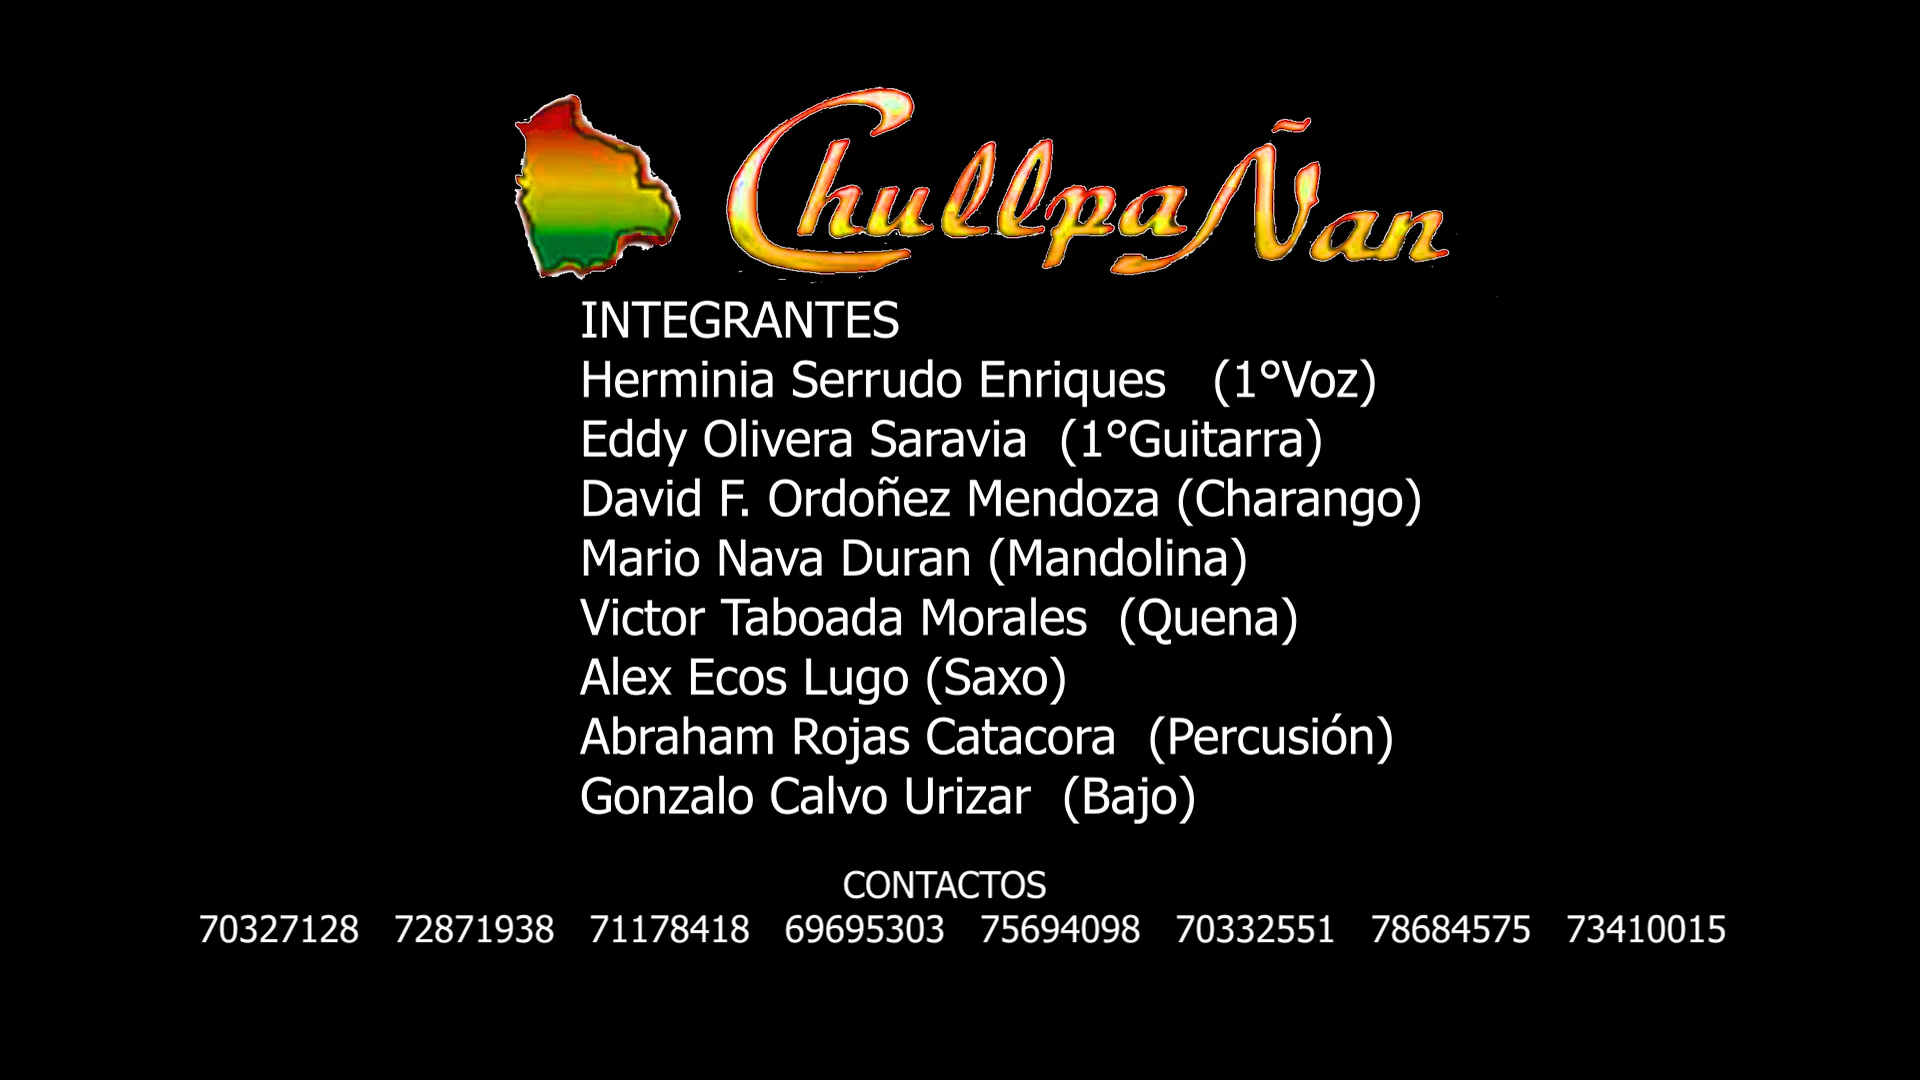 Chullpa Ñan
INTEGRANTES
Herminia Serrudo Enriques (1°Voz)
Eddy Olivera Saravia (1°Guitarra)
David F. Ordoñez Mendoza (Charango)
Mario Nava Duran (Mandolina)
Victor Taboada Morales (Quena)
Alex Ecos Lugo (Saxo)
Abraham Rojas Catacora (Percusión)
Gonzalo Calvo Urizar (Bajo)
CONTACTOS
70327128 72871938 71178418 69695303 75694098 70332551 78684575 73410015